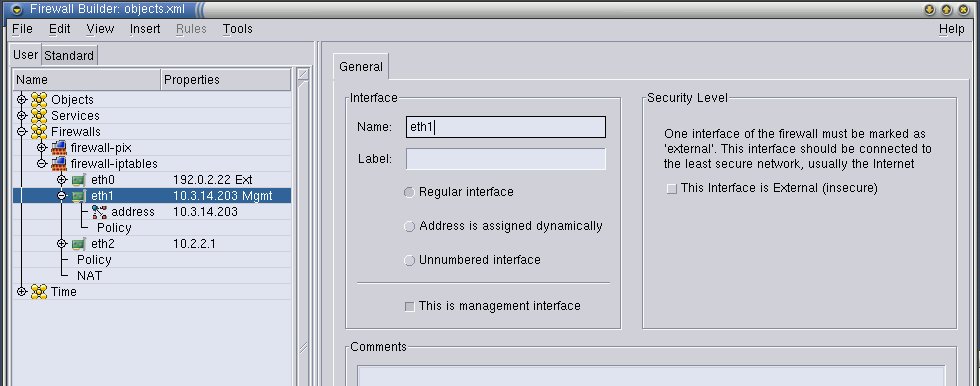 Firewall Builder: objects.xml
File Edit View Insert Rules Tools Help
User Standard
Name Properties
Objects
Services
Firewalls
firewall-pix
firewall-iptables
eth0 192.0.2.22 Ext
eth1 10.3.14.203 Mgmt
address 10.3.14.203
Policy
eth2 10.2.2.1
Policy
NAT
Time
General
Interface
Name: eth1
Label:
Regular interface
Address is assigned dynamically
Unnumbered interface
This is management interface
Security Level
One interface of the firewall must be marked as
'external'. This interface should be connected to
the least secure network, usually the Internet
This Interface is External (insecure)
Comments